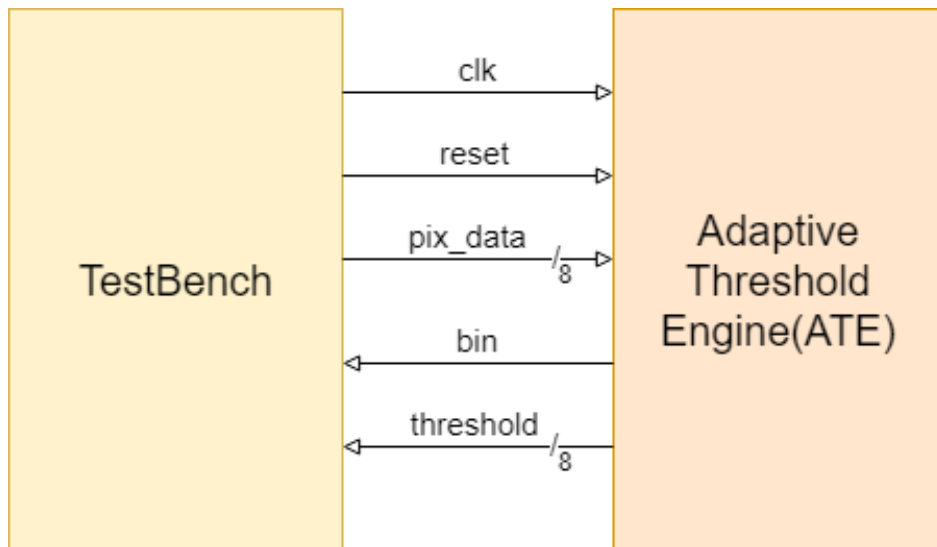 TestBench
clk
reset
pix_data
/8
bin
threshold
/8
Adaptive
Threshold
Engine(ATE)